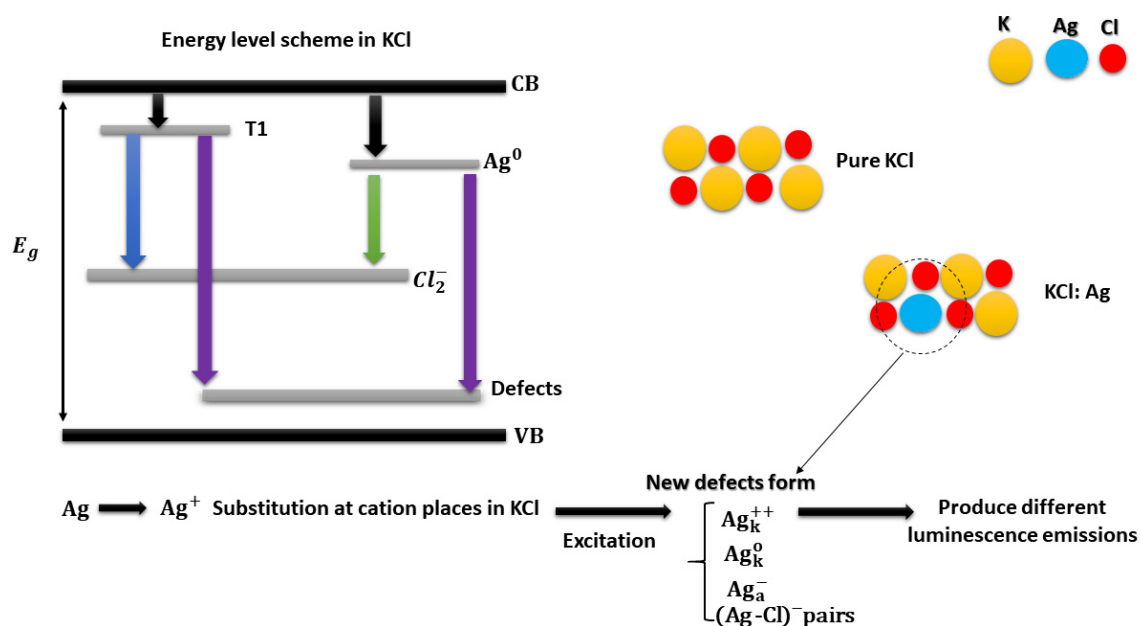 Energy level scheme in KCl
K Ag Cl
CB
T1
Ag⁰
E_g
Cl₂⁻
Defects
VB
Pure KCl
KCl: Ag
Ag Ag⁺ Substitution at cation places in KCl
Excitation
New defects form
Ag_k⁺⁺
Ag_k⁰
Ag_a⁻
(Ag-Cl)⁻pairs
Produce different
luminescence emissions